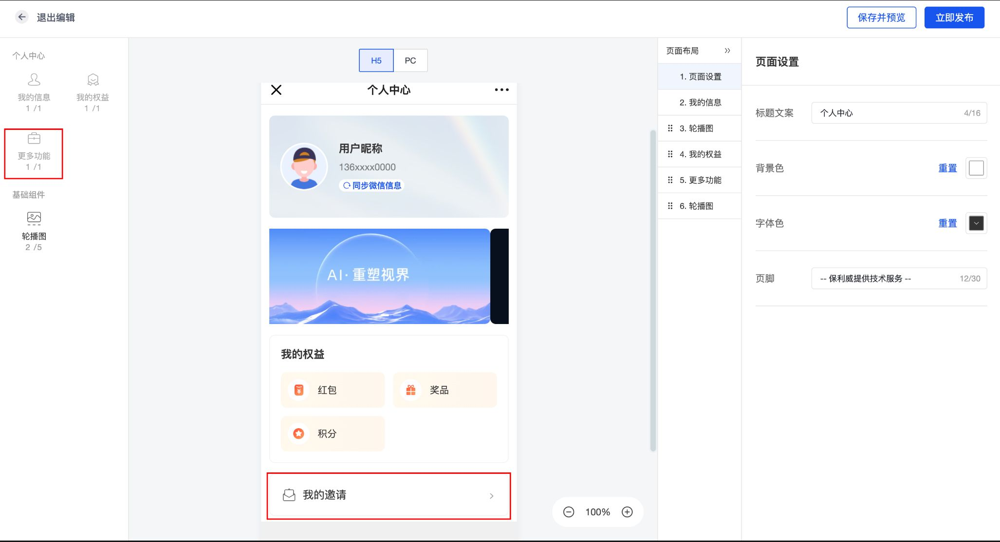 退出编辑
保存并预览
立即发布
个人中心
我的信息
1 /1
我的权益
1 /1
更多功能
1 /1
基础组件
轮播图
2 /5
H5
PC
个人中心
用户昵称
136xxxx0000
同步微信信息
AI·重塑视界
我的权益
红包
奖品
积分
我的邀请
100%
页面布局
1. 页面设置
2. 我的信息
3. 轮播图
4. 我的权益
5. 更多功能
6. 轮播图
页面设置
标题文案
个人中心
4/16
背景色
重置
字体色
重置
页脚
-- 保利威提供技术服务 --
12/30